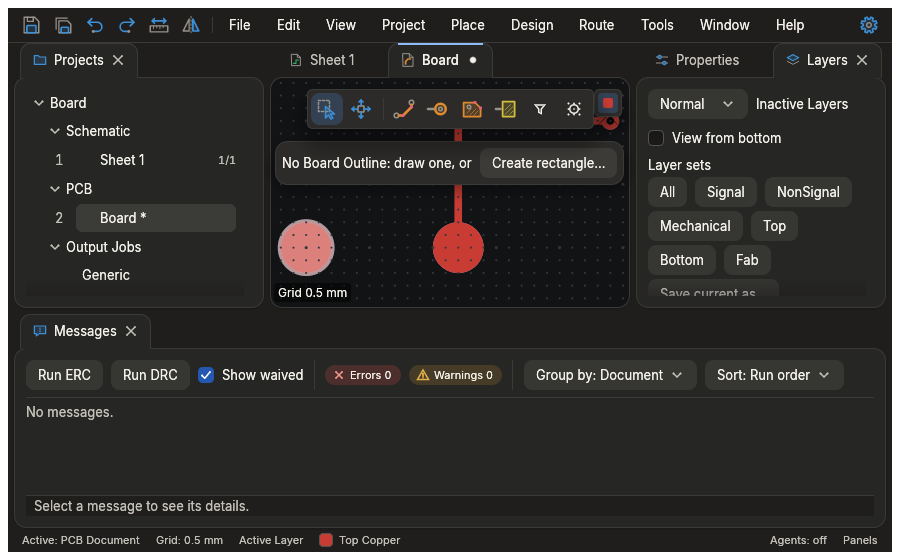 File Edit View Project Place Design Route Tools Window Help
Projects
Sheet 1
Board
Properties
Layers
Board
Schematic
1 Sheet 1 1/1
PCB
2 Board *
Output Jobs
Generic
No Board Outline: draw one, or Create rectangle...
Grid 0.5 mm
Normal Inactive Layers
View from bottom
Layer sets
All Signal NonSignal
Mechanical Top
Bottom Fab
Save current as
Messages
Run ERC Run DRC Show waived Errors 0 Warnings 0 Group by: Document Sort: Run order
No messages.
Select a message to see its details.
Active: PCB Document Grid: 0.5 mm Active Layer Top Copper Agents: off Panels